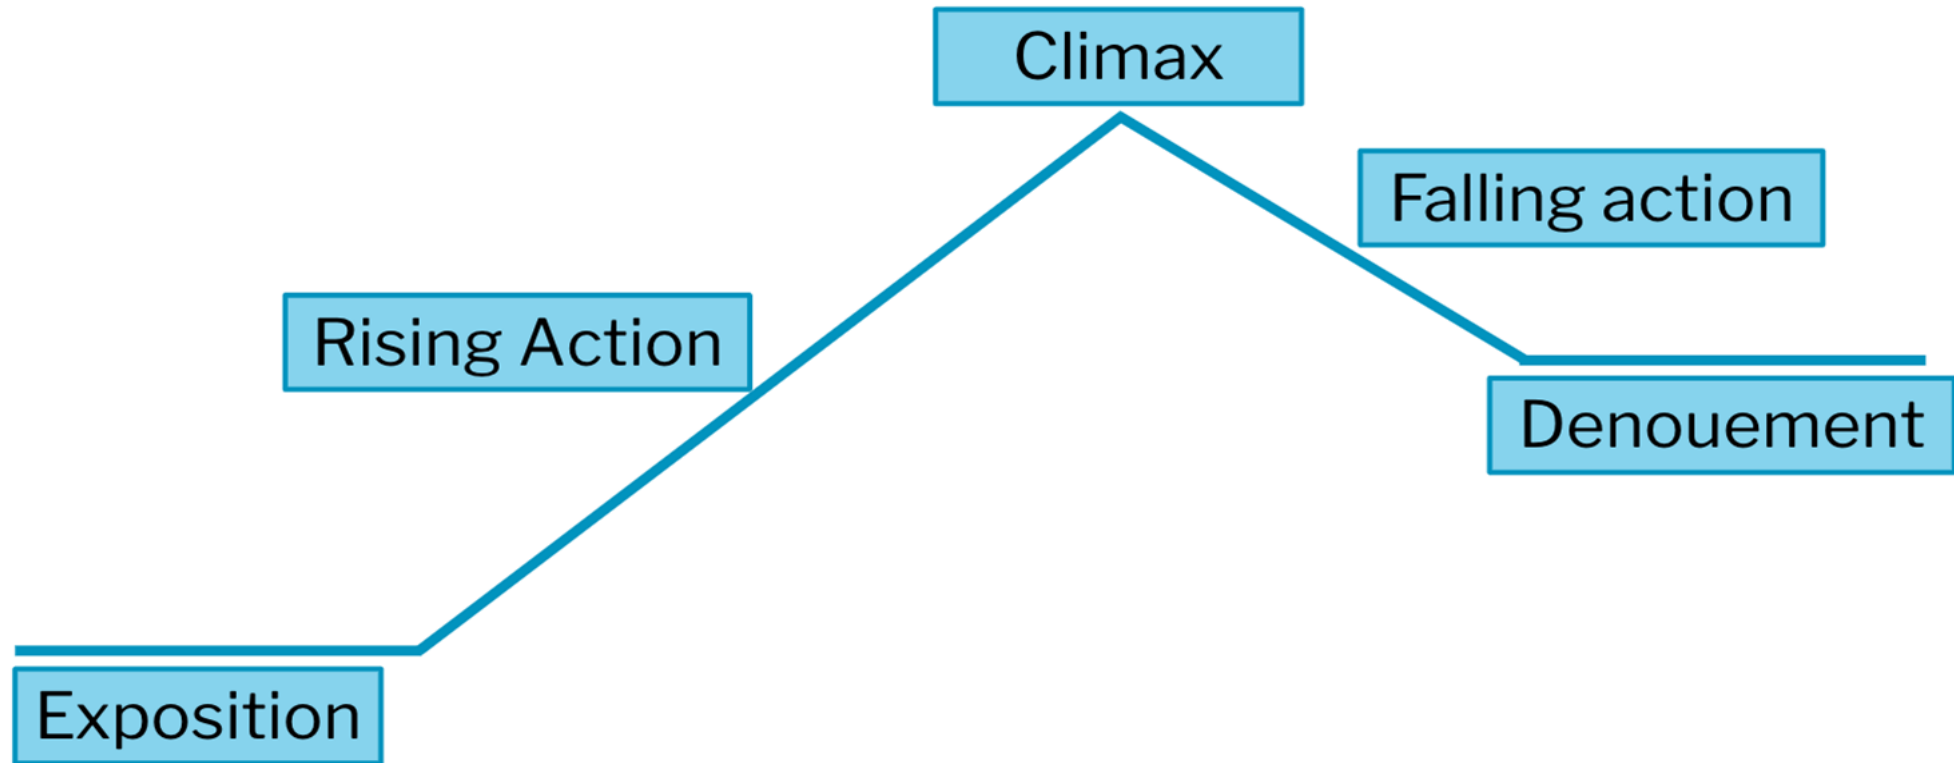 Climax
Falling action
Rising Action
Denouement
Exposition